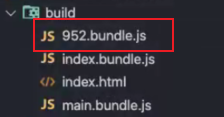 build
JS 952.bundle.js
JS index.bundle.js
<> index.html
JS main.bundle.js